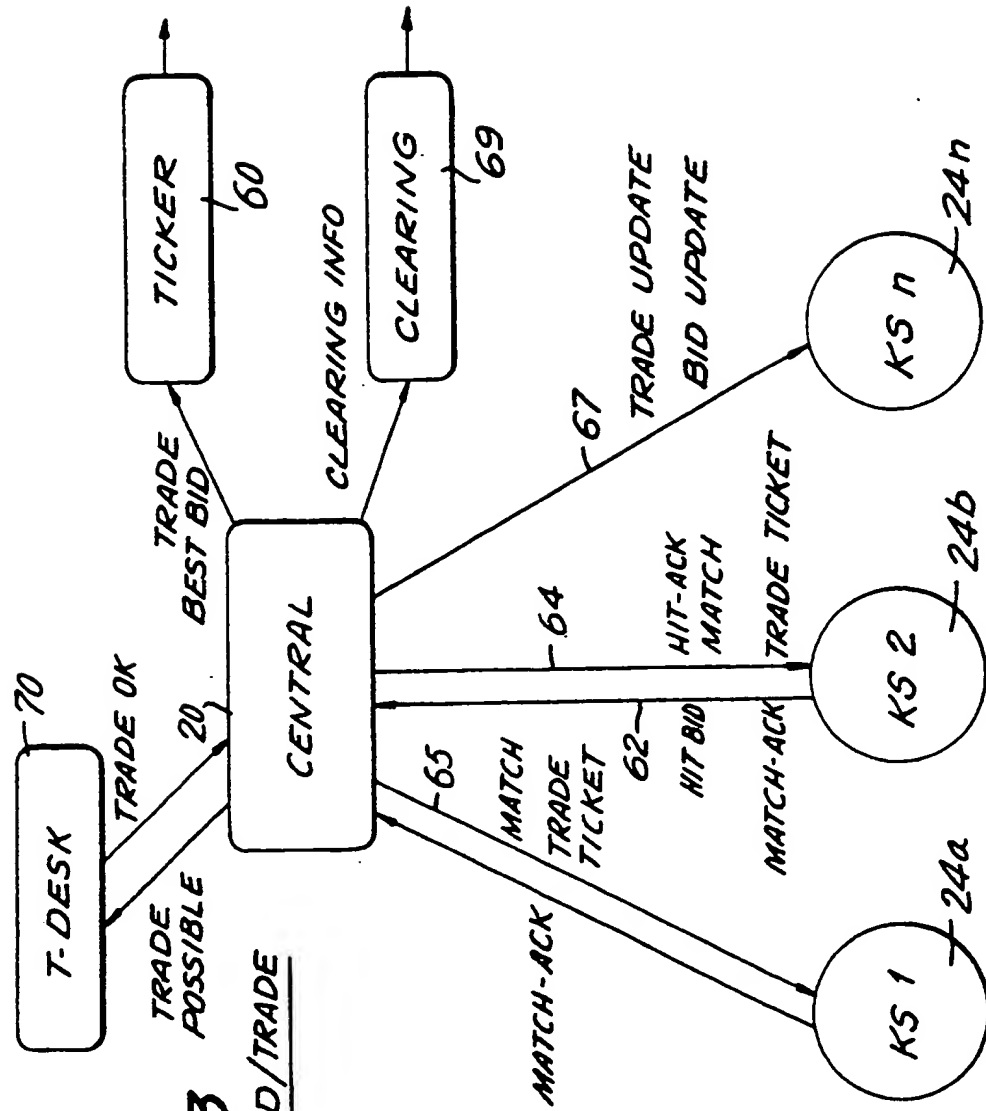 T-DESK
70
TRADE OK
TRADE
POSSIBLE
3
D/TRADE
20
CENTRAL
TRADE
BEST BID
TICKER
60
CLEARING INFO
CLEARING
69
65
MATCH
TRADE
TICKET
MATCH-ACK
62
HIT BID
MATCH-ACK
64
HIT-ACK
MATCH
TRADE TICKET
67
TRADE UPDATE
BID UPDATE
KS 1
24a
KS 2
24b
KS n
24n